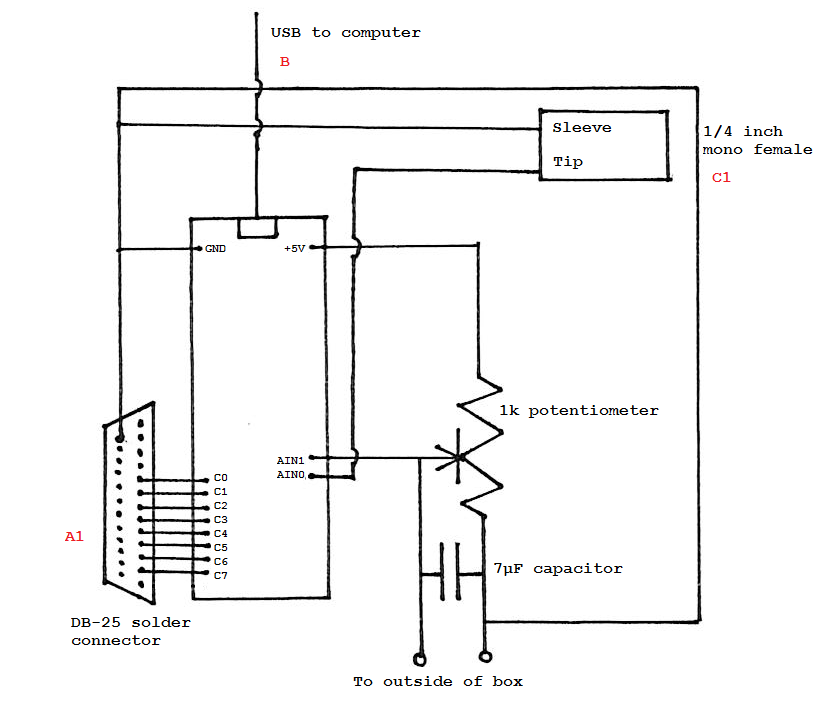 USB to computer
B
Sleeve
Tip
1/4 inch
mono female
C1
GND
+5V
1k potentiometer
AIN1
AIN0
C0
C1
C2
C3
C4
C5
C6
C7
A1
7µF capacitor
DB-25 solder
connector
To outside of box